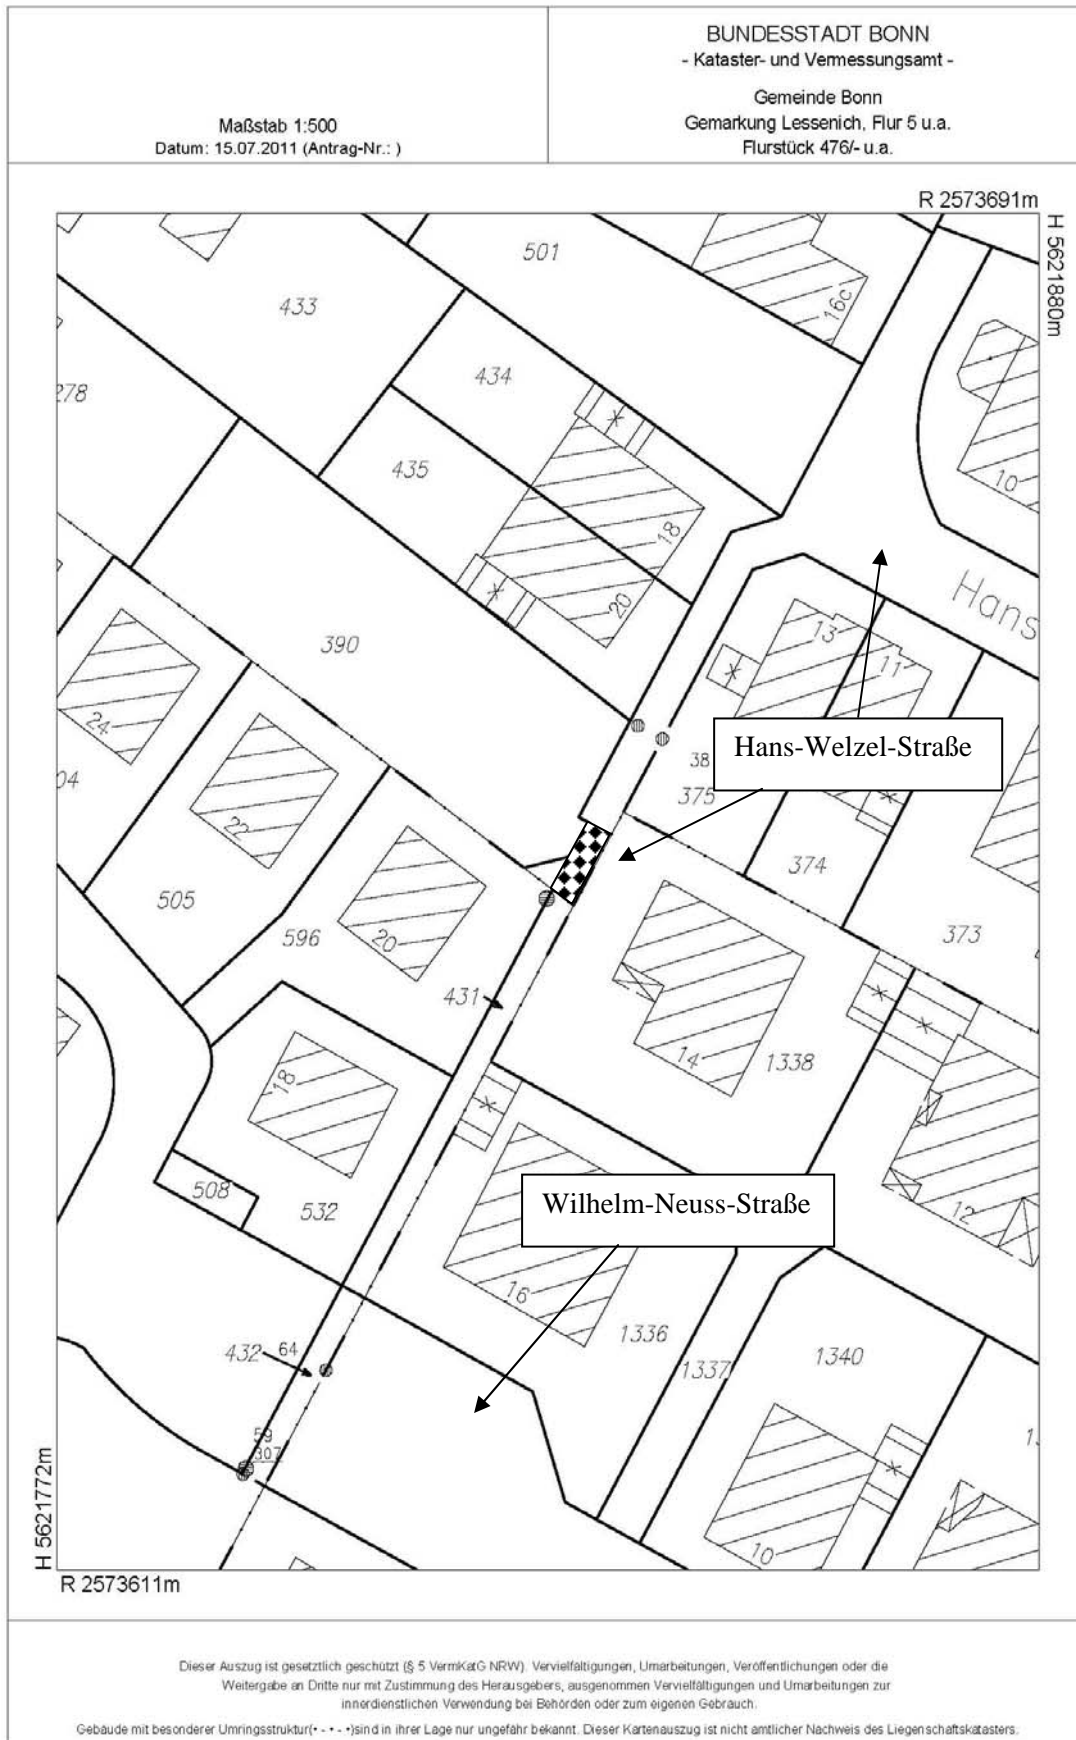 BUNDESSTADT BONN
- Kataster- und Vermessungsamt -
Gemeinde Bonn
Gemarkung Lessenich, Flur 5 u.a.
Flurstück 476/- u.a.
Maßstab 1:500
Datum: 15.07.2011 (Antrag-Nr.: )
R 2573691m
H 5621880m
501
433
16c
278
434
10
435
18
Hans
20
13
11
390
24
Hans-Welzel-Straße
38
375
04
22
374
505
596
20
373
431
14
1338
18
508
532
Wilhelm-Neuss-Straße
12
16
1336
432
64
1337
1340
59
307
1
10
H 5621772m
R 2573611m
Dieser Auszug ist gesetztlich geschützt (§ 5 VermKatG NRW). Vervielfältigungen, Umarbeitungen, Veröffentlichungen oder die
Weitergabe an Dritte nur mit Zustimmung des Herausgebers, ausgenommen Vervielfältigungen und Umarbeitungen zur
innerdienstlichen Verwendung bei Behörden oder zum eigenen Gebrauch.
Gebäude mit besonderer Umringsstruktur(• - • - •)sind in ihrer Lage nur ungefähr bekannt. Dieser Kartenauszug ist nicht amtlicher Nachweis des Liegenschaftskatasters.